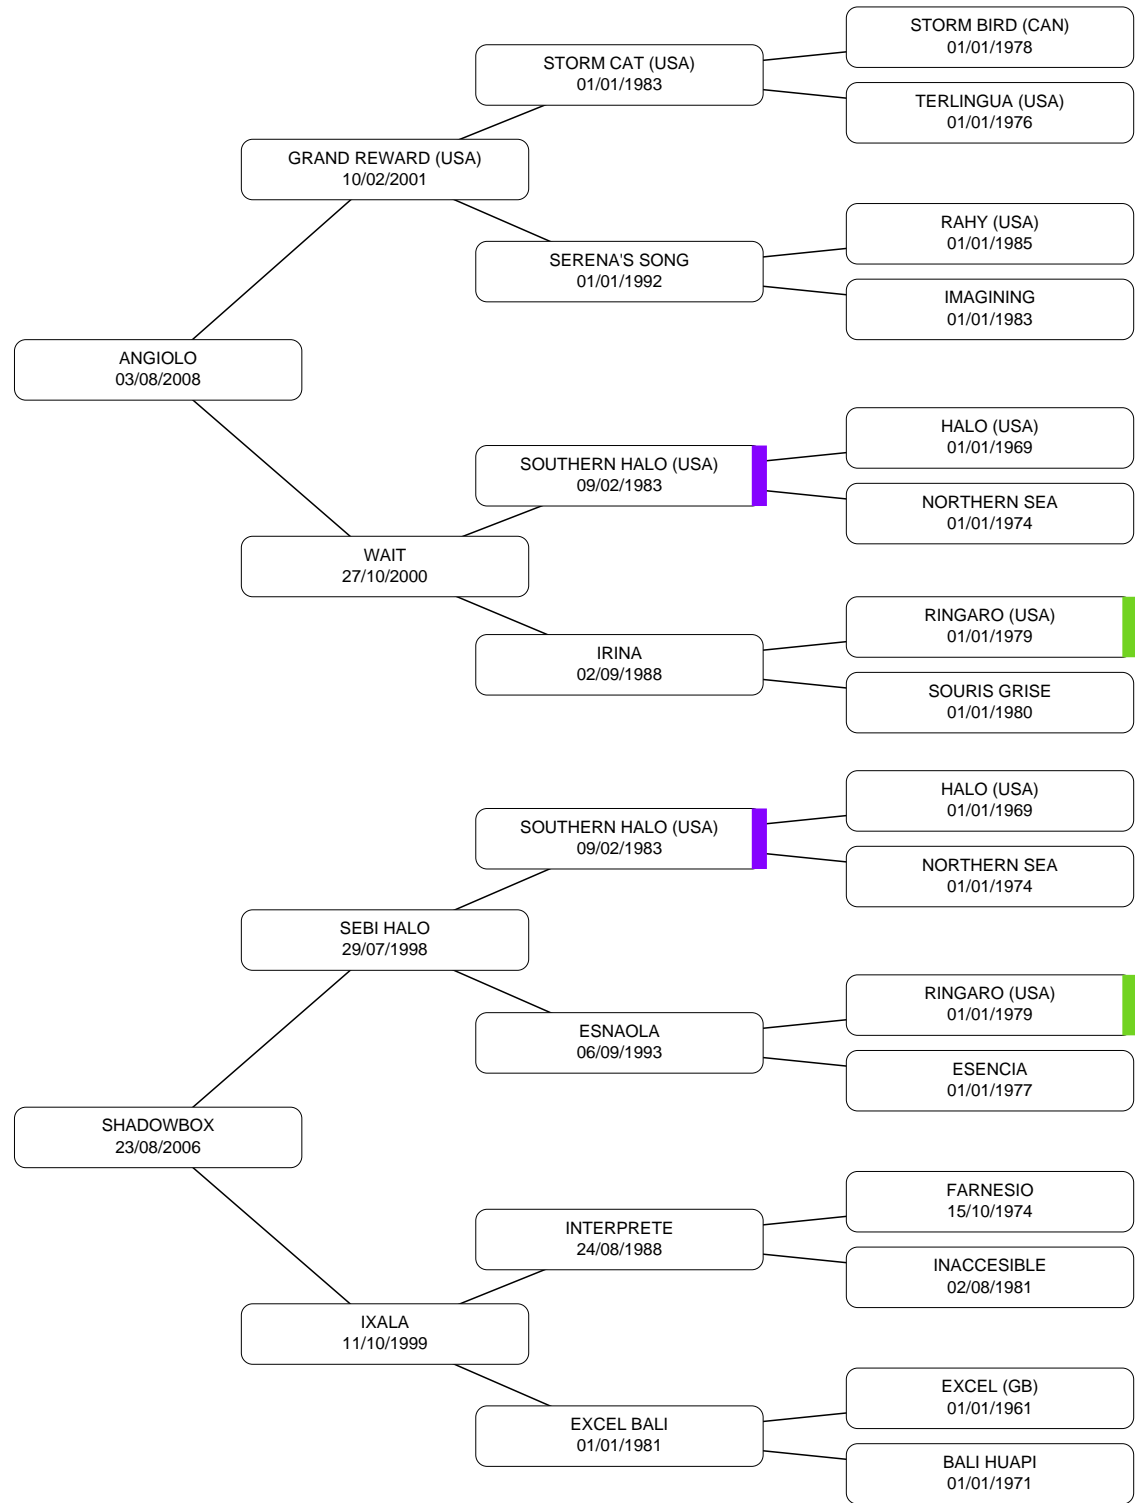 STORM BIRD (CAN)
01/01/1978
STORM CAT (USA)
01/01/1983
TERLINGUA (USA)
01/01/1976
GRAND REWARD (USA)
10/02/2001
RAHY (USA)
01/01/1985
SERENA'S SONG
01/01/1992
IMAGINING
01/01/1983
ANGIOLO
03/08/2008
HALO (USA)
01/01/1969
SOUTHERN HALO (USA)
09/02/1983
NORTHERN SEA
01/01/1974
WAIT
27/10/2000
RINGARO (USA)
01/01/1979
IRINA
02/09/1988
SOURIS GRISE
01/01/1980
HALO (USA)
01/01/1969
SOUTHERN HALO (USA)
09/02/1983
NORTHERN SEA
01/01/1974
SEBI HALO
29/07/1998
RINGARO (USA)
01/01/1979
ESNAOLA
06/09/1993
ESENCIA
01/01/1977
SHADOWBOX
23/08/2006
FARNESIO
15/10/1974
INTERPRETE
24/08/1988
INACCESIBLE
02/08/1981
IXALA
11/10/1999
EXCEL (GB)
01/01/1961
EXCEL BALI
01/01/1981
BALI HUAPI
01/01/1971